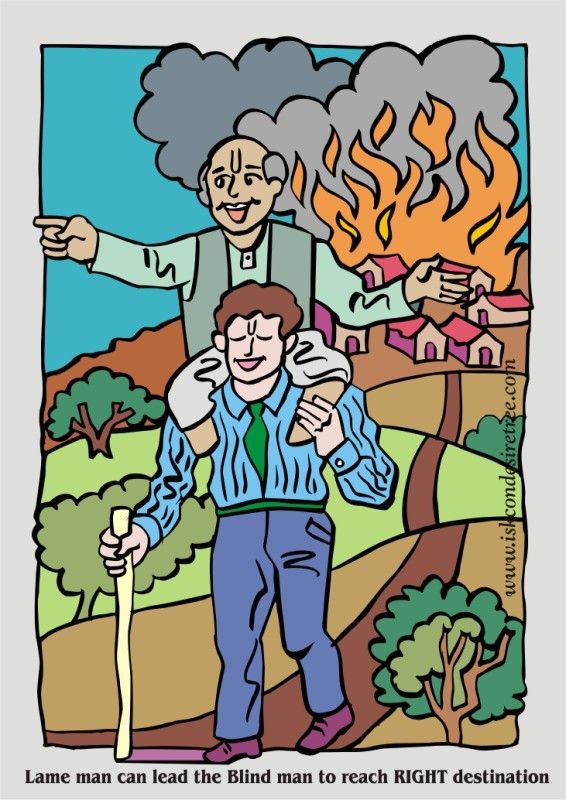 www.iskcondesiretree.com
Lame man can lead the Blind man to reach RIGHT destination